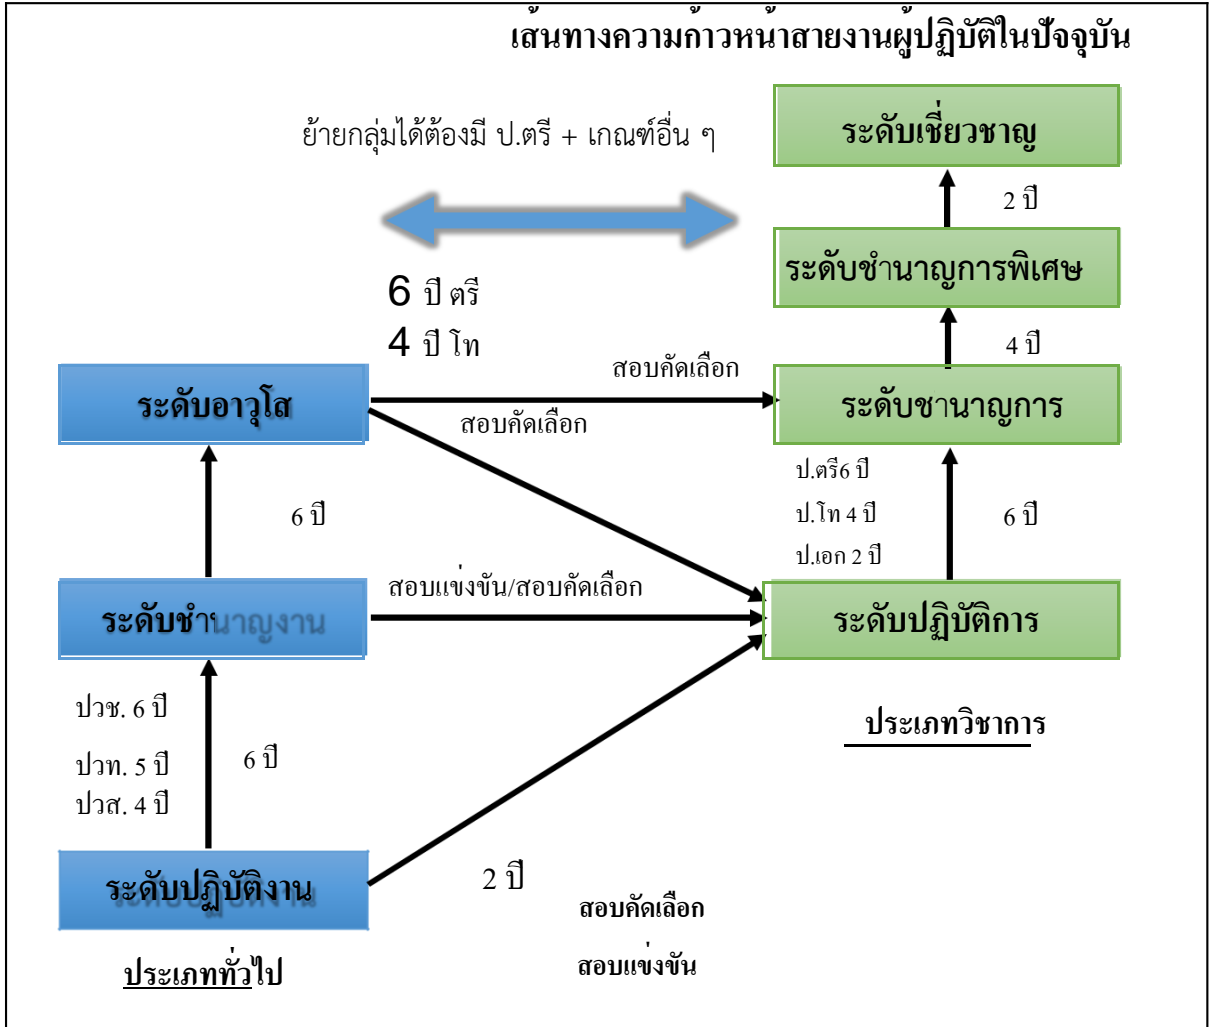 เส้นทางความก้าวหน้าสายงานผู้ปฏิบัติในปัจจุบัน
ย้ายกลุ่มได้ต้องมี ป.ตรี + เกณฑ์อื่น ๆ
ระดับเชี่ยวชาญ
2 ปี
ระดับชำนาญการพิเศษ
6 ปี ตรี
4 ปี โท
4 ปี
สอบคัดเลือก
ระดับอาวุโส
ระดับชานาญการ
สอบคัดเลือก
ป.ตรี6 ปี
ป.โท 4 ปี
ป.เอก 2 ปี
6 ปี
6 ปี
สอบแข่งขัน/สอบคัดเลือก
ระดับชำนาญงาน
ระดับปฏิบัติการ
ปวช. 6 ปี
ปวท. 5 ปี
ปวส. 4 ปี
6 ปี
ประเภทวิชาการ
ระดับปฏิบัติงาน
2 ปี
สอบคัดเลือก
สอบแข่งขัน
ประเภททั่วไป